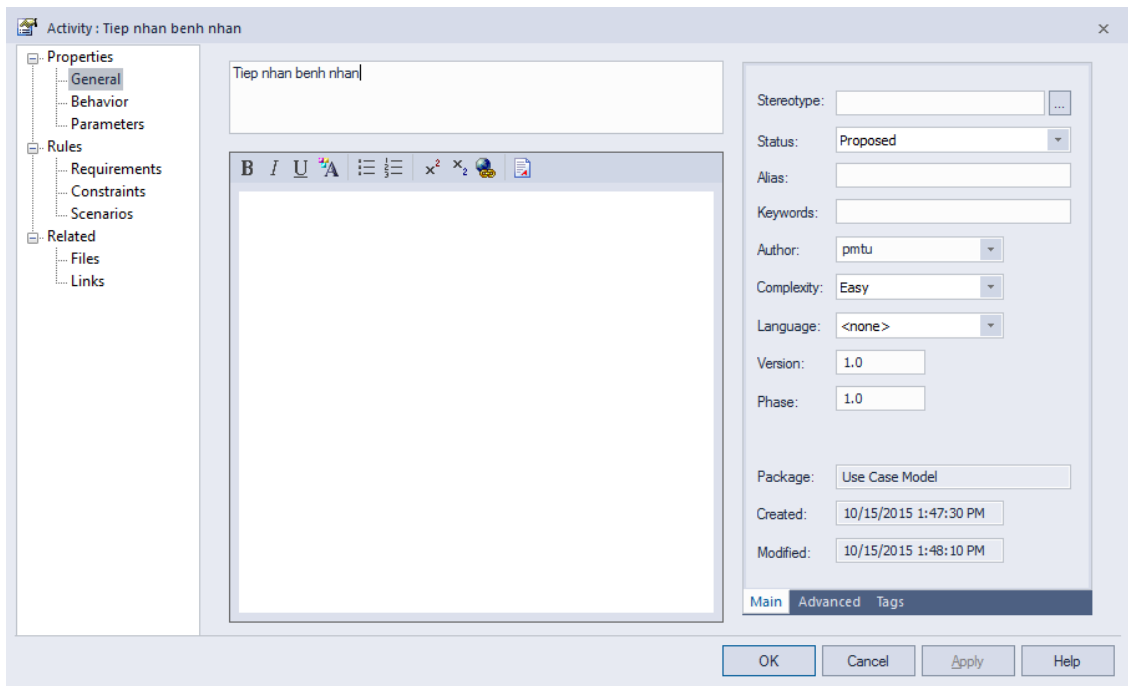 Activity : Tiep nhan benh nhan
Properties
General
Behavior
Parameters
Rules
Requirements
Constraints
Scenarios
Related
Files
Links
Tiep nhan benh nhan
B I U A x² x₂
Stereotype: ...
Status: Proposed
Alias:
Keywords:
Author: pmtu
Complexity: Easy
Language: <none>
Version: 1.0
Phase: 1.0
Package: Use Case Model
Created: 10/15/2015 1:47:30 PM
Modified: 10/15/2015 1:48:10 PM
Main Advanced Tags
OK Cancel Apply Help